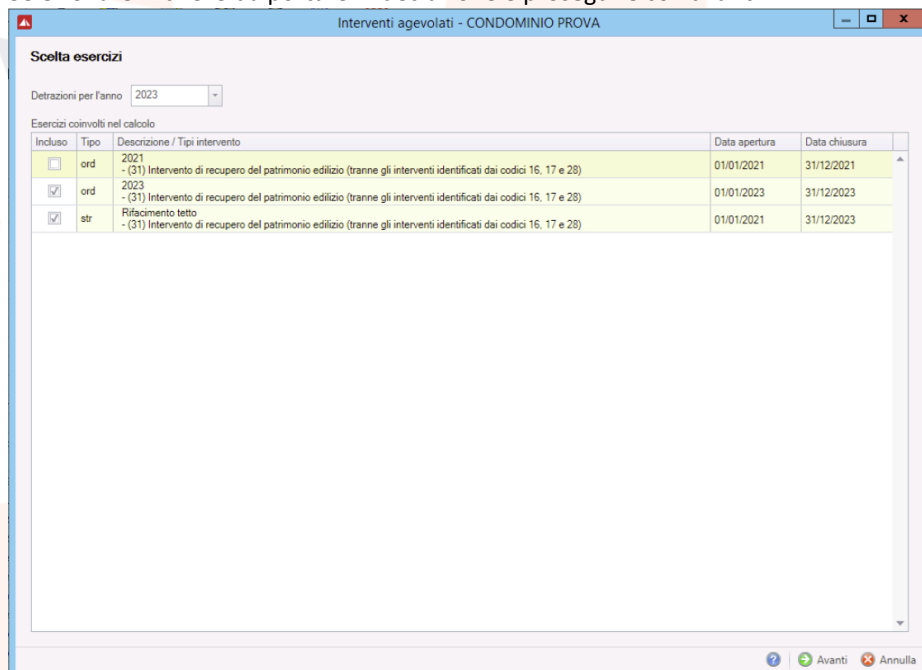 Interventi agevolati - CONDOMINIO PROVA
Scelta esercizi
Detrazioni per l'anno 2023
Esercizi coinvolti nel calcolo
Incluso Tipo Descrizione / Tipi intervento Data apertura Data chiusura
ord 2021 01/01/2021 31/12/2021
- (31) Intervento di recupero del patrimonio edilizio (tranne gli interventi identificati dai codici 16, 17 e 28)
ord 2023 01/01/2023 31/12/2023
- (31) Intervento di recupero del patrimonio edilizio (tranne gli interventi identificati dai codici 16, 17 e 28)
str Rifacimento tetto 01/01/2021 31/12/2023
- (31) Intervento di recupero del patrimonio edilizio (tranne gli interventi identificati dai codici 16, 17 e 28)
Avanti Annulla